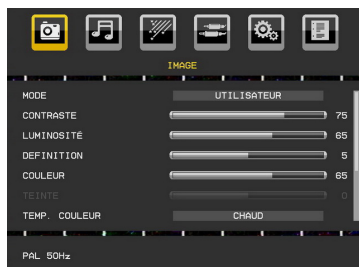 IMAGE
MODE UTILISATEUR
CONTRASTE 75
LUMINOSITÉ 65
DEFINITION 5
COULEUR 65
TEINTE 0
TEMP. COULEUR CHAUD
PAL 50Hz